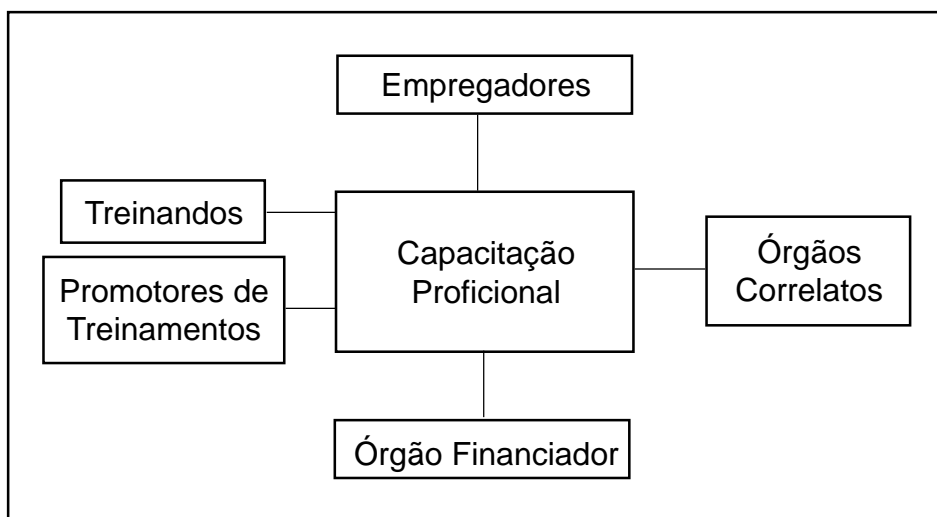 Empregadores
Treinandos
Promotores de
Treinamentos
Capacitação
Proficional
Órgãos
Correlatos
Órgão Financiador